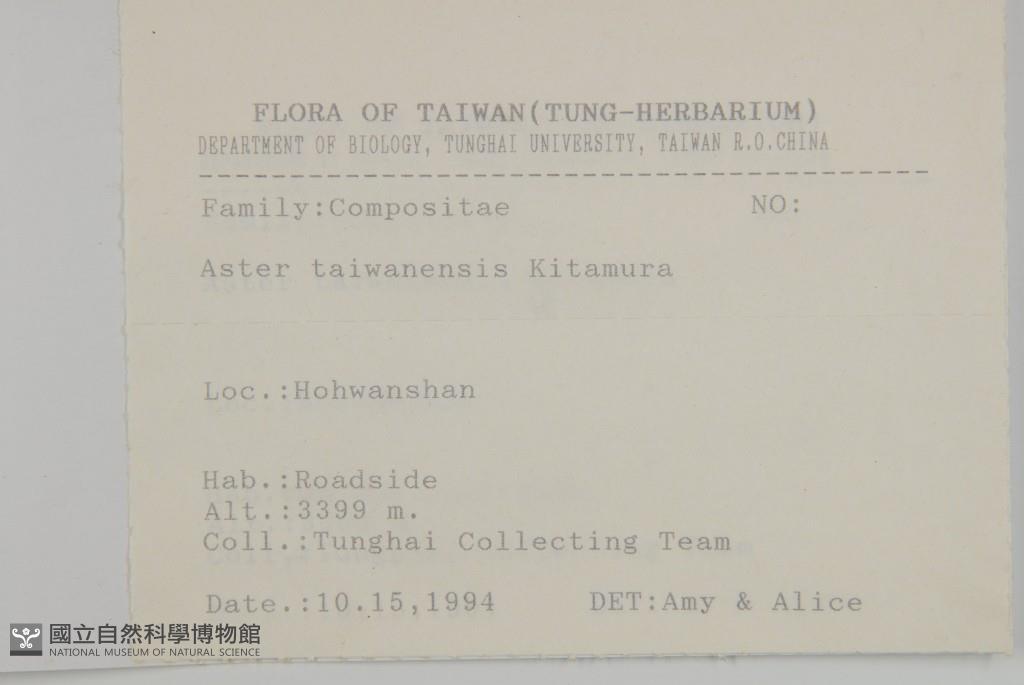 FLORA OF TAIWAN(TUNG-HERBARIUM)
DEPARTMENT OF BIOLOGY, TUNGHAI UNIVERSITY, TAIWAN R.O.CHINA
----------------------------------------
Family:Compositae NO:
Aster taiwanensis Kitamura
Loc.:Hohwanshan
Hab.:Roadside
Alt.:3399 m.
Coll.:Tunghai Collecting Team
Date.:10.15,1994 DET:Amy & Alice
國立自然科學博物館
NATIONAL MUSEUM OF NATURAL SCIENCE